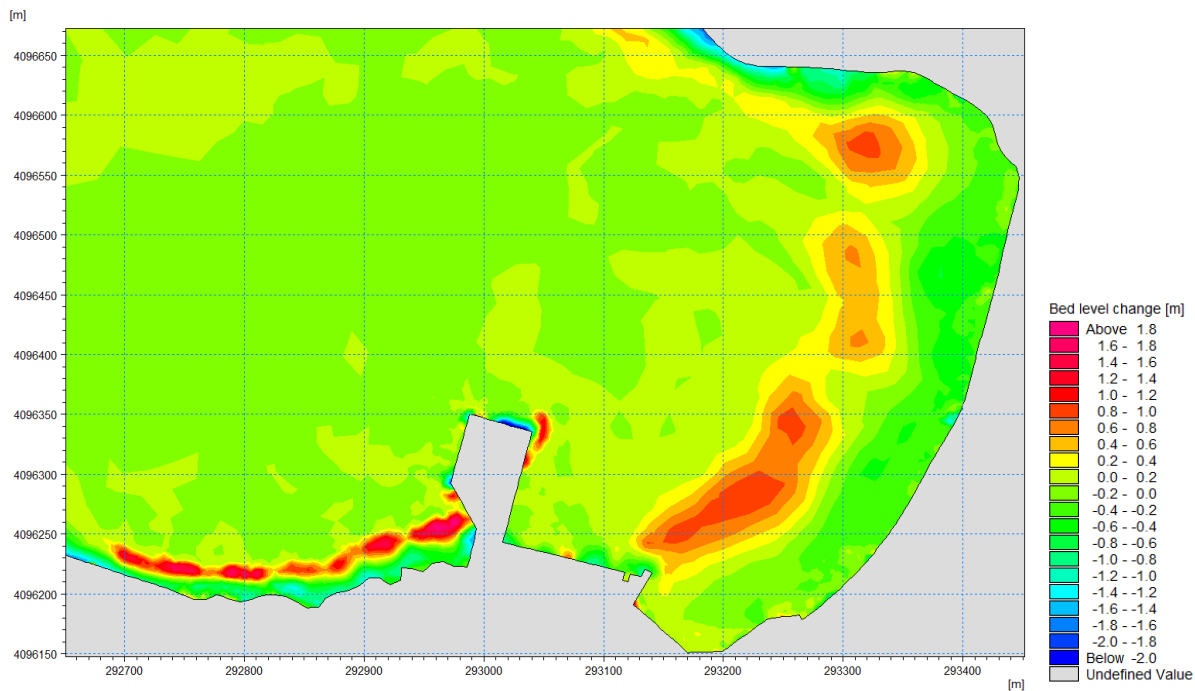 [m]
4096650
4096600
4096550
4096500
4096450
4096400
4096350
4096300
4096250
4096200
4096150
292700 292800 292900 293000 293100 293200 293300 293400
[m]
Bed level change [m]
Above 1.8
1.6 - 1.8
1.4 - 1.6
1.2 - 1.4
1.0 - 1.2
0.8 - 1.0
0.6 - 0.8
0.4 - 0.6
0.2 - 0.4
0.0 - 0.2
-0.2 - 0.0
-0.4 - -0.2
-0.6 - -0.4
-0.8 - -0.6
-1.0 - -0.8
-1.2 - -1.0
-1.4 - -1.2
-1.6 - -1.4
-1.8 - -1.6
-2.0 - -1.8
Below -2.0
Undefined Value